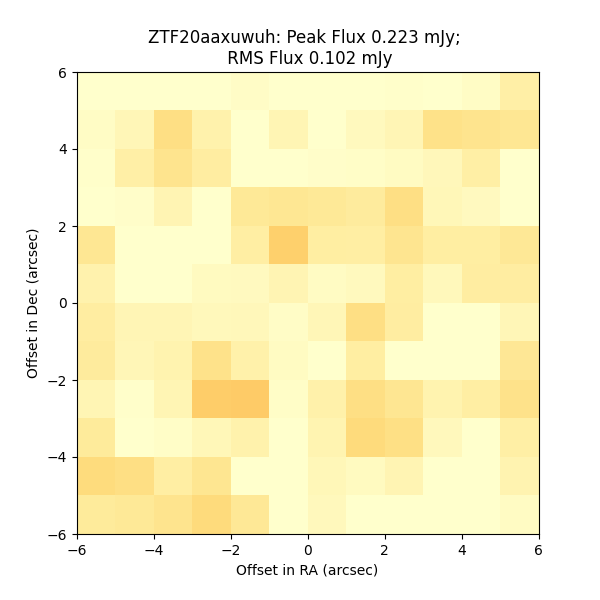 ZTF20aaxuwuh: Peak Flux 0.223 mJy;
RMS Flux 0.102 mJy
6
4
2
0
−2
−4
−6
Offset in Dec (arcsec)
−6 −4 −2 0 2 4 6
Offset in RA (arcsec)